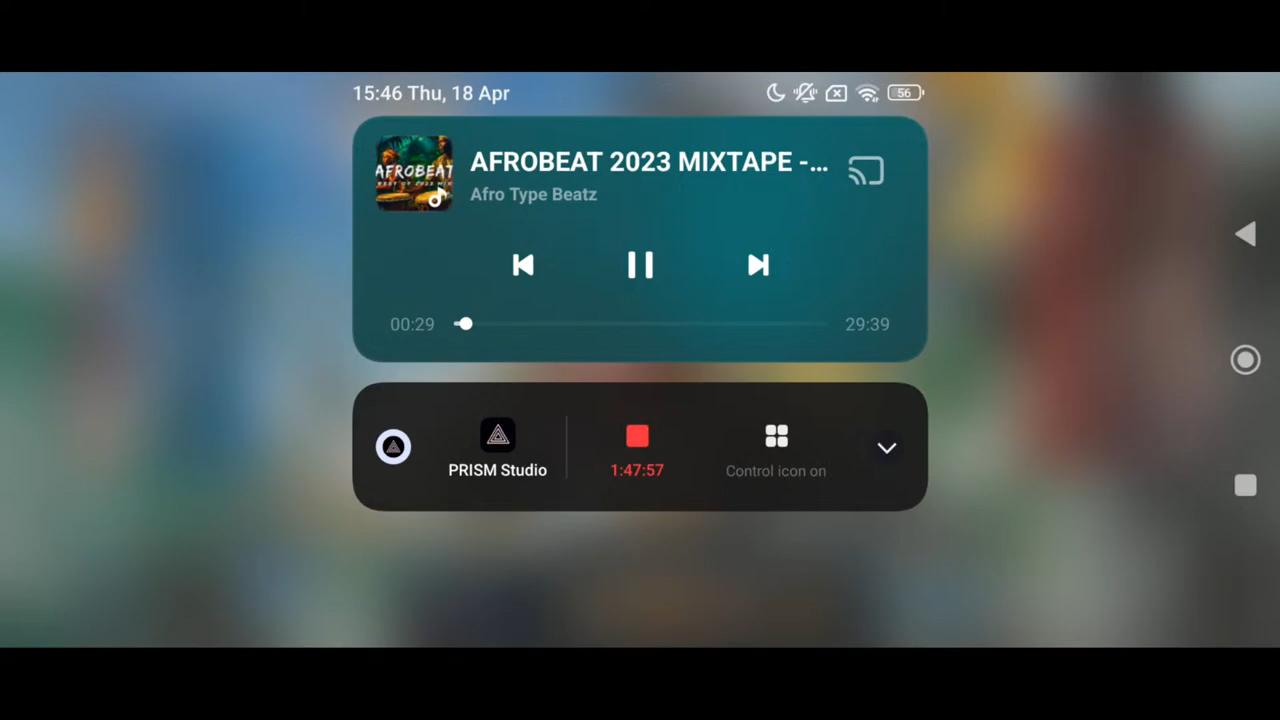 15:46 Thu, 18 Apr
56
AFROBEAT
AFROBEAT 2023 MIXTAPE -...
Afro Type Beatz
00:29
29:39
PRISM Studio
1:47:57
Control icon on